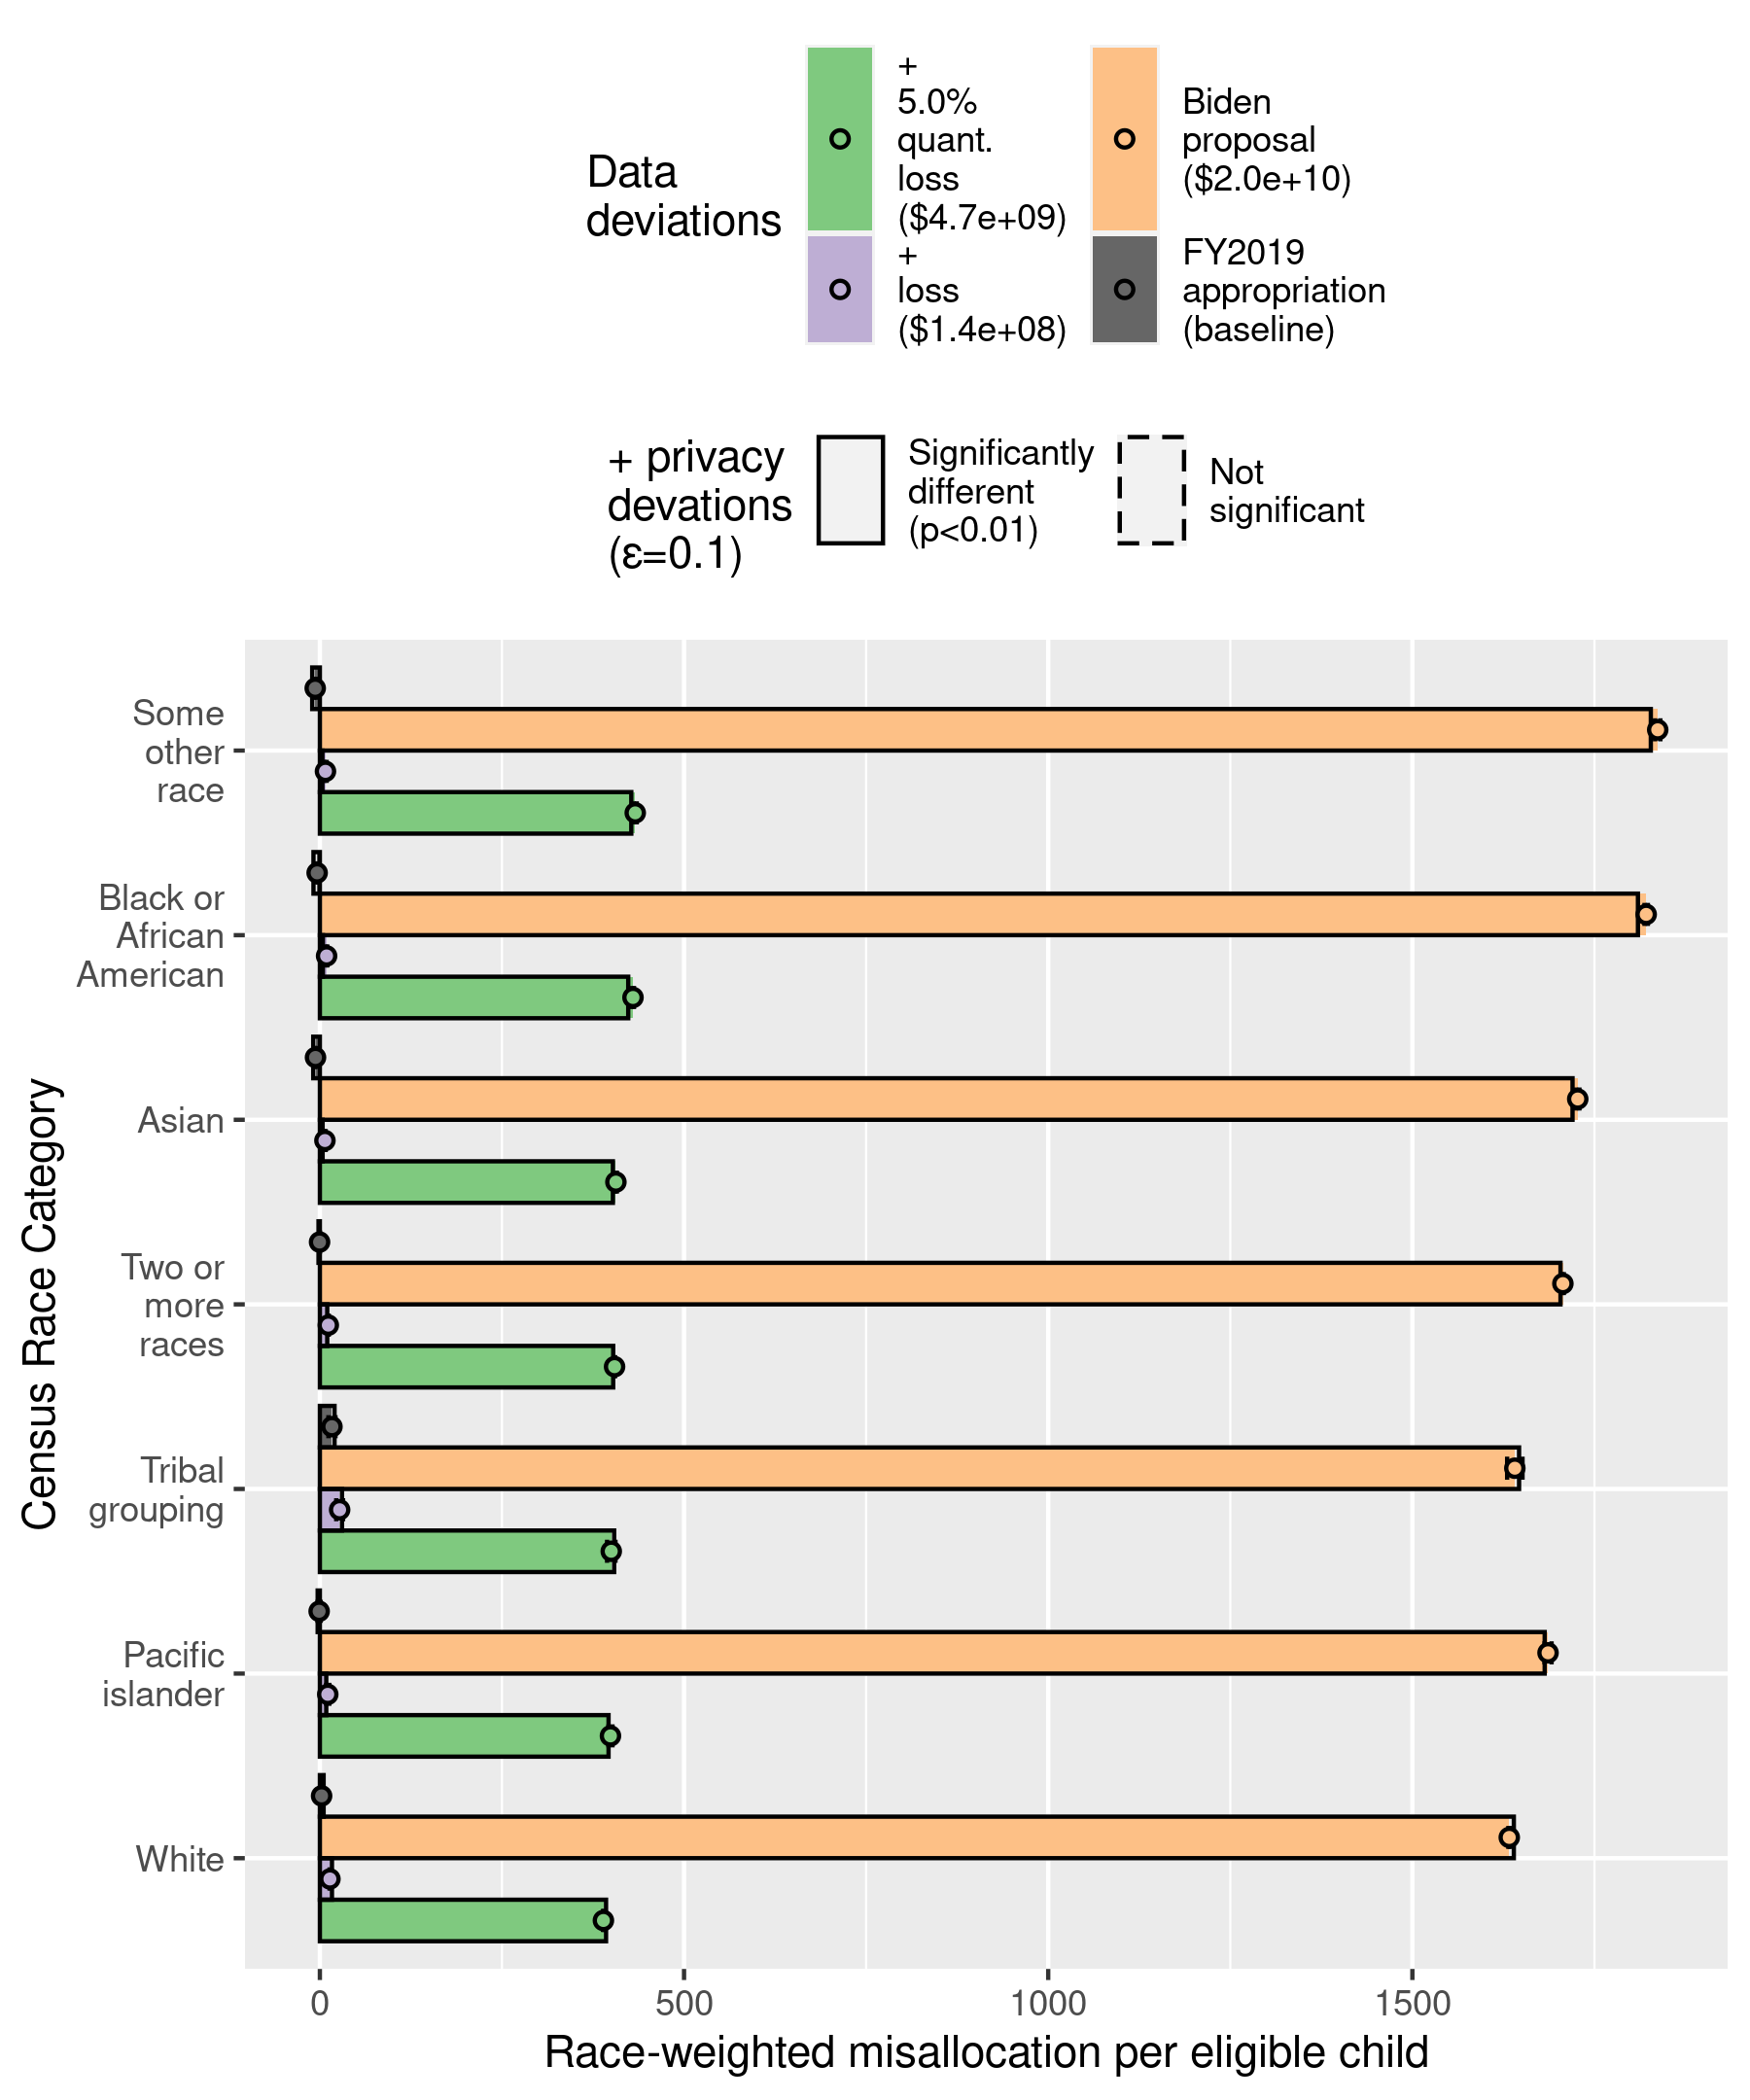 Data
deviations
+
5.0%
quant.
loss
($4.7e+09)
+
loss
($1.4e+08)
Biden
proposal
($2.0e+10)
FY2019
appropriation
(baseline)
+ privacy
devations
(ε=0.1)
Significantly
different
(p<0.01)
Not
significant
Census Race Category
Some
other
race
Black or
African
American
Asian
Two or
more
races
Tribal
grouping
Pacific
islander
White
0 500 1000 1500
Race-weighted misallocation per eligible child